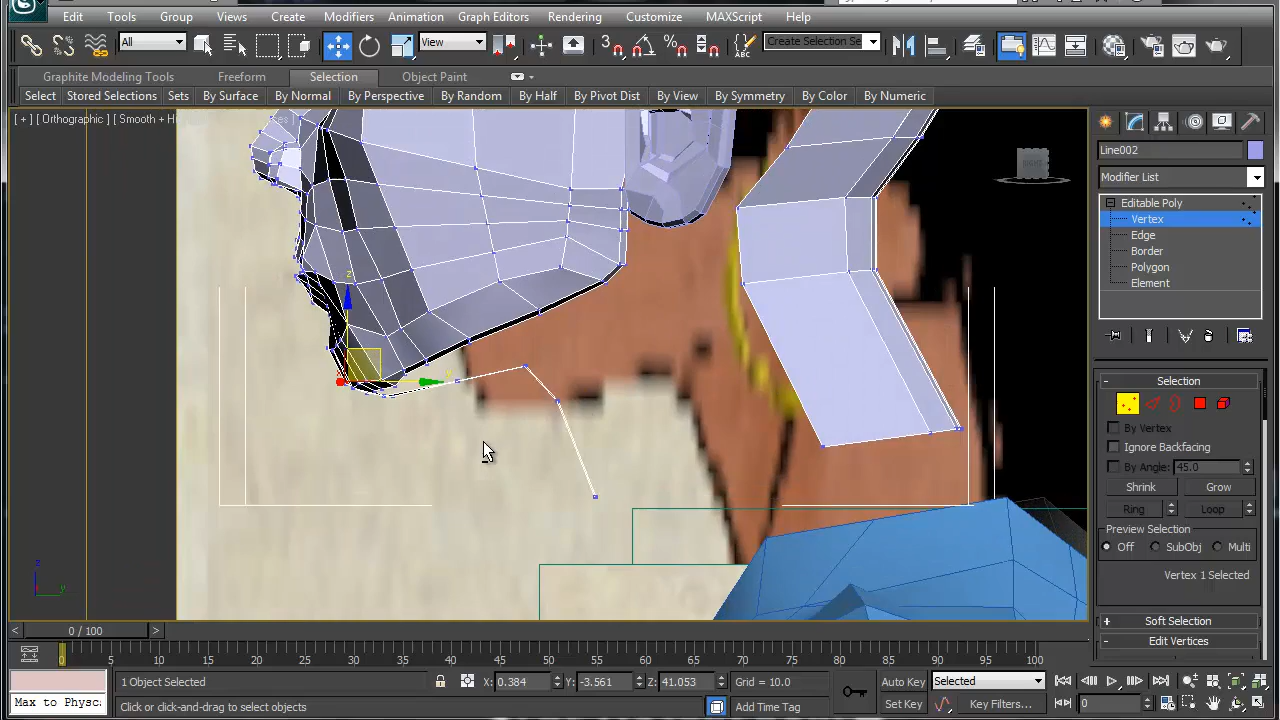 Edit Tools Group Views Create Modifiers Animation Graph Editors Rendering Customize MAXScript Help
All View Create Selection Se
Graphite Modeling Tools Freeform Selection Object Paint
Select Stored Selections Sets By Surface By Normal By Perspective By Random By Half By Pivot Dist By View By Symmetry By Color By Numeric
[ + ] [ Orthographic ] [ Smooth + H
Line002
Modifier List
Editable Poly
Vertex
Edge
Border
Polygon
Element
Selection
By Vertex
Ignore Backfacing
By Angle: 45.0
Shrink Grow
Ring Loop
Preview Selection
Off SubObj Multi
Vertex 1 Selected
Soft Selection
Edit Vertices
z
y
z
y
0 / 100
0 5 10 15 20 25 30 35 40 45 50 55 60 65 70 75 80 85 90 95 100
1 Object Selected X: 0.384 Y: -3.561 Z: 41.053 Grid = 10.0 Auto Key Selected
Max to Physca Click or click-and-drag to select objects Add Time Tag Set Key Key Filters... 0